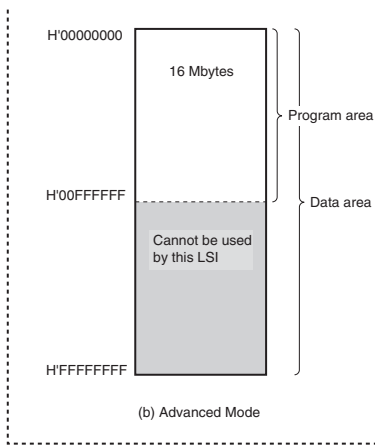 H'00000000
16 Mbytes
Program area
H'00FFFFFF
Data area
Cannot be used
by this LSI
H'FFFFFFFF
(b) Advanced Mode